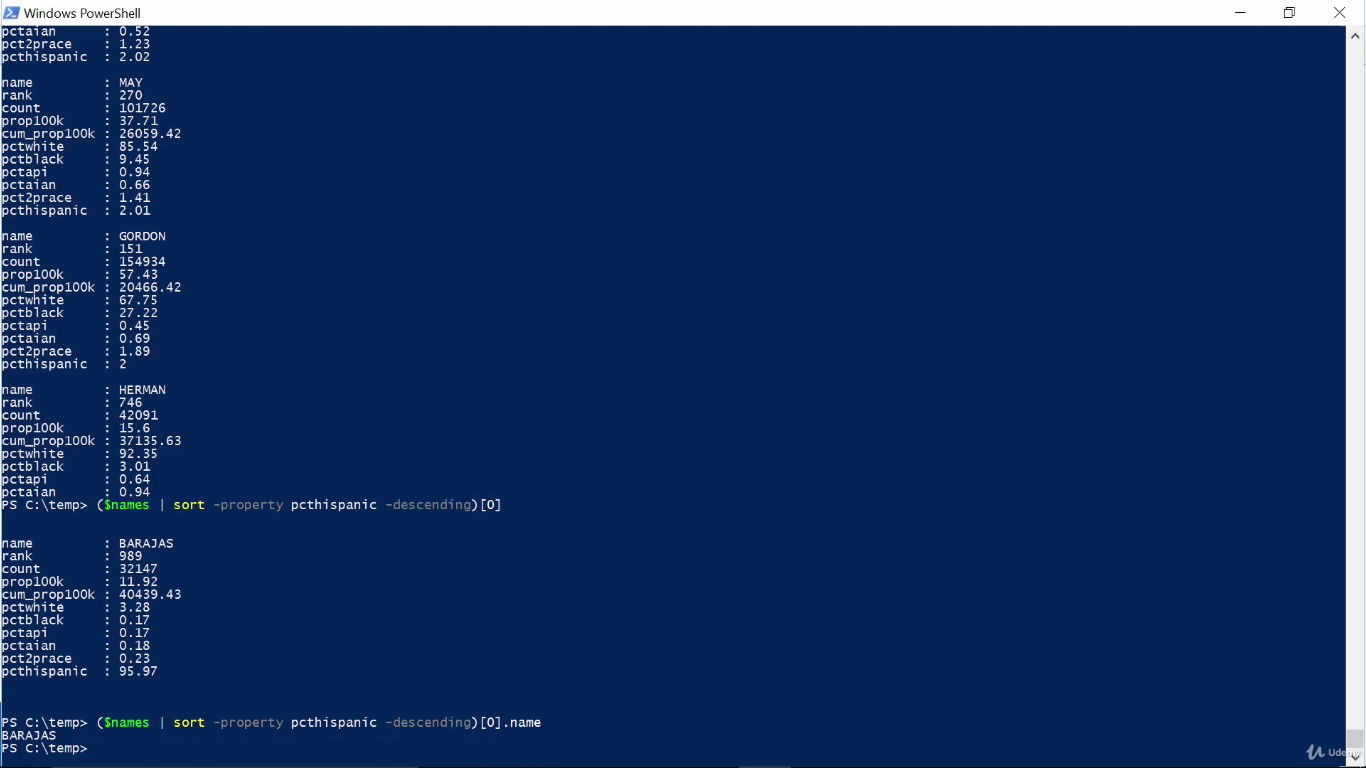 Windows PowerShell
pctaian : 0.52
pct2prace : 1.23
pcthispanic : 2.02
name : MAY
rank : 270
count : 101726
prop100k : 37.71
cum_prop100k : 26059.42
pctwhite : 85.54
pctblack : 9.45
pctapi : 0.94
pctaian : 0.66
pct2prace : 1.41
pcthispanic : 2.01
name : GORDON
rank : 151
count : 154934
prop100k : 57.43
cum_prop100k : 20466.42
pctwhite : 67.75
pctblack : 27.22
pctapi : 0.45
pctaian : 0.69
pct2prace : 1.89
pcthispanic : 2
name : HERMAN
rank : 746
count : 42091
prop100k : 15.6
cum_prop100k : 37135.63
pctwhite : 92.35
pctblack : 3.01
pctapi : 0.64
pctaian : 0.94
PS C:\temp> ($names | sort -property pcthispanic -descending)[0]
name : BARAJAS
rank : 989
count : 32147
prop100k : 11.92
cum_prop100k : 40439.43
pctwhite : 3.28
pctblack : 0.17
pctapi : 0.17
pctaian : 0.18
pct2prace : 0.23
pcthispanic : 95.97
PS C:\temp> ($names | sort -property pcthispanic -descending)[0].name
BARAJAS
PS C:\temp>
Udemy